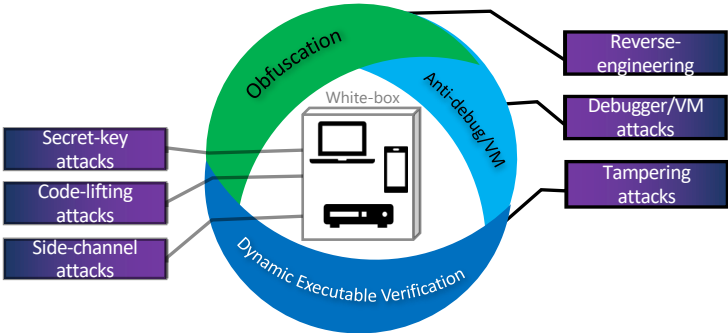 Obfuscation
Anti-debug/VM
Dynamic Executable Verification
White-box
Secret-key
attacks
Code-lifting
attacks
Side-channel
attacks
Reverse-
engineering
Debugger/VM
attacks
Tampering
attacks